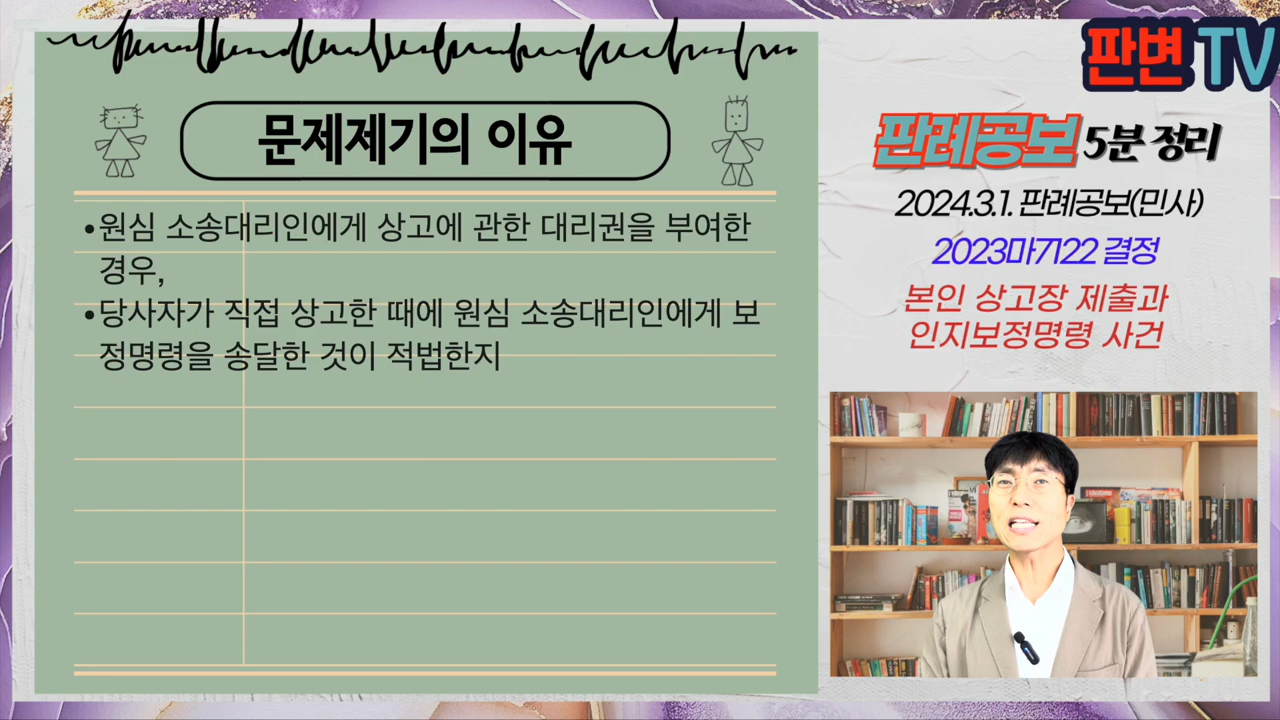 판변 TV
문제제기의 이유
•원심 소송대리인에게 상고에 관한 대리권을 부여한
경우,
•당사자가 직접 상고한 때에 원심 소송대리인에게 보
정명령을 송달한 것이 적법한지
판례공보 5분 정리
2024.3.1. 판례공보(민사)
2023마7122 결정
본인 상고장 제출과
인지보정명령 사건